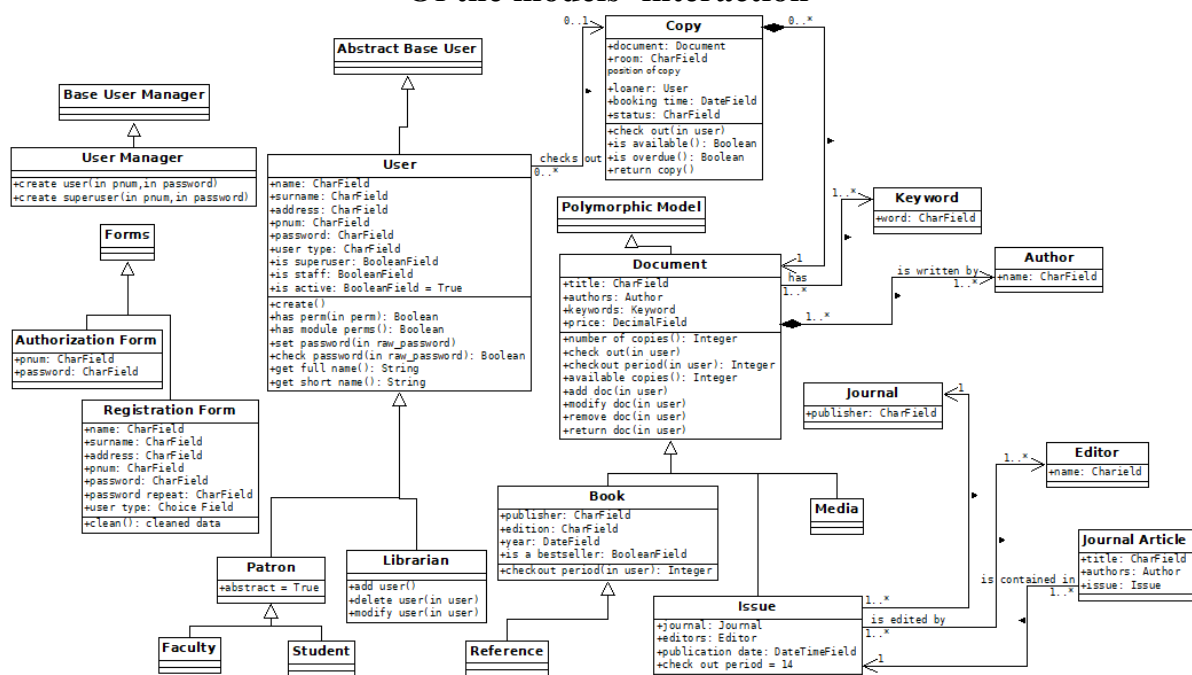 Of the models' interaction
Copy
+document: Document
+room: CharField
position of copy
+loaner: User
+booking time: DateField
+status: CharField
+check out(in user)
+is available(): Boolean
+is overdue(): Boolean
+return copy()
0..1
0..*
Abstract Base User
Base User Manager
User Manager
+create user(in pnum,in password)
+create superuser(in pnum,in password)
User
+name: CharField
+surname: CharField
+address: CharField
+pnum: CharField
+password: CharField
+user type: CharField
+is superuser: BooleanField
+is staff: BooleanField
+is active: BooleanField = True
+create()
+has perm(in perm): Boolean
+has module perms(): Boolean
+set password(in raw_password)
+check password(in raw_password): Boolean
+get full name(): String
+get short name(): String
checks out
0..*
Polymorphic Model
1..*
Keyword
+word: CharField
Forms
Document
+title: CharField
+authors: Author
+keywords: Keyword
+price: DecimalField
+number of copies(): Integer
+check out(in user)
+checkout period(in user): Integer
+available copies(): Integer
+add doc(in user)
+modify doc(in user)
+remove doc(in user)
+return doc(in user)
1
has
1..*
1..*
is written by
1..*
Author
+name: CharField
Authorization Form
+pnum: CharField
+password: CharField
Registration Form
+name: CharField
+surname: CharField
+address: CharField
+pnum: CharField
+password: CharField
+password repeat: CharField
+user type: Choice Field
+clean(): cleaned data
Journal
+publisher: CharField
1
Editor
+name: Charield
1..*
Book
+publisher: CharField
+edition: CharField
+year: DateField
+is a bestseller: BooleanField
+checkout period(in user): Integer
Media
Journal Article
+title: CharField
+authors: Author
+issue: Issue
is contained in
1..*
Patron
+abstract = True
Librarian
+add user()
+delete user(in user)
+modify user(in user)
Issue
+journal: Journal
+editors: Editor
+publication date: DateTimeField
+check out period = 14
1..*
is edited by
1..*
1
Faculty
Student
Reference